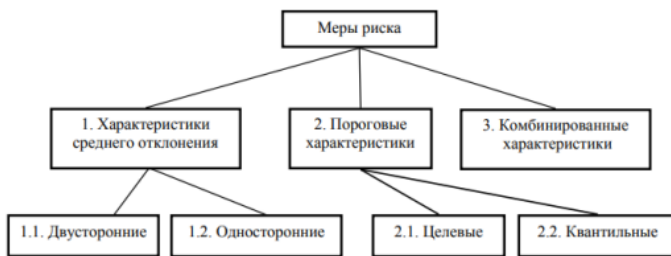 Меры риска
1. Характеристики
среднего отклонения
2. Пороговые
характеристики
3. Комбинированные
характеристики
1.1. Двусторонние
1.2. Односторонние
2.1. Целевые
2.2. Квантильные